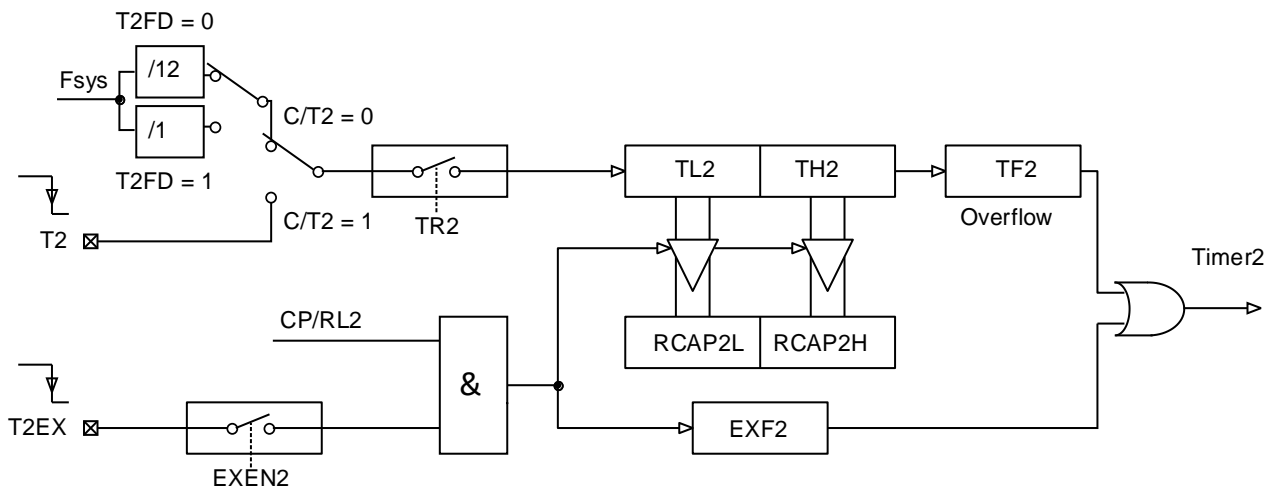 T2FD = 0
Fsys
/12
C/T2 = 0
/1
T2FD = 1
T2
C/T2 = 1
TR2
TL2
TH2
TF2
Overflow
Timer2
CP/RL2
RCAP2L
RCAP2H
&
T2EX
EXEN2
EXF2